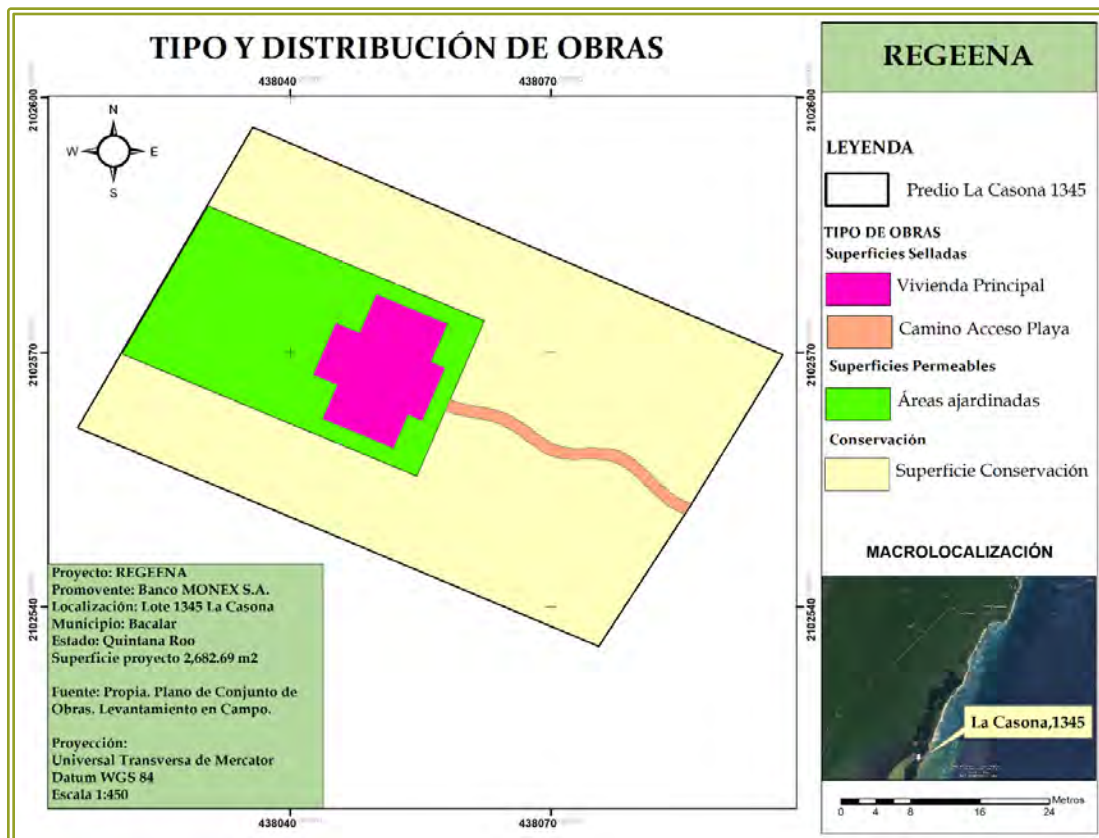 TIPO Y DISTRIBUCIÓN DE OBRAS
REGEENA
438040
438070
2102600
2102600
N
W
E
S
LEYENDA
Predio La Casona 1345
TIPO DE OBRAS
Superficies Selladas
Vivienda Principal
Camino Acceso Playa
Superficies Permeables
Áreas ajardinadas
Conservación
Superficie Conservación
2102570
2102570
2102540
2102540
MACROLOCALIZACIÓN
La Casona,1345
Metros
0 4 8 16 24
Proyecto: REGEENA
Promovente: Banco MONEX S.A.
Localización: Lote 1345 La Casona
Municipio: Bacalar
Estado: Quintana Roo
Superficie proyecto 2,682.69 m2
Fuente: Propia. Plano de Conjunto de
Obras. Levantamiento en Campo.
Proyección:
Universal Transversa de Mercator
Datum WGS 84
Escala 1:450
438040
438070